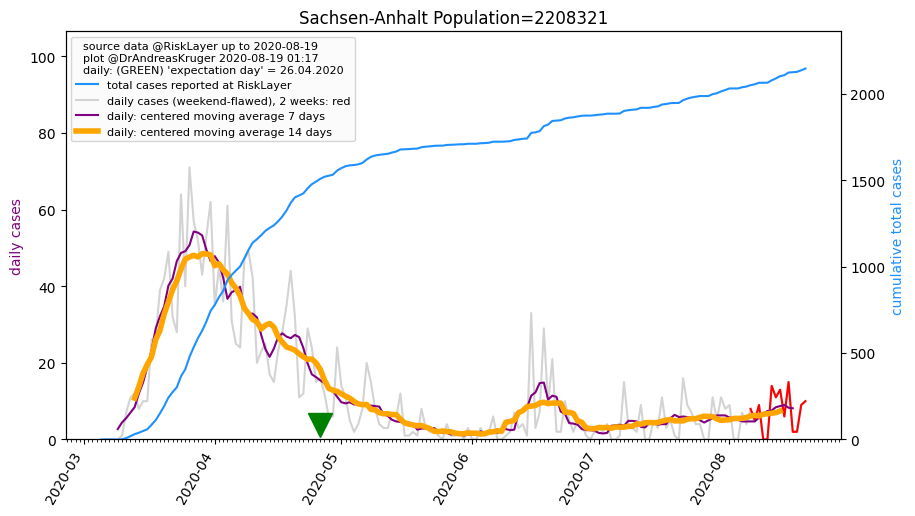 Sachsen-Anhalt Population=2208321
source data @RiskLayer up to 2020-08-19
plot @DrAndreasKruger 2020-08-19 01:17
daily: (GREEN) 'expectation day' = 26.04.2020
total cases reported at RiskLayer
daily cases (weekend-flawed), 2 weeks: red
daily: centered moving average 7 days
daily: centered moving average 14 days
daily cases
100
80
60
40
20
0
cumulative total cases
2000
1500
1000
500
0
2020-03
2020-04
2020-05
2020-06
2020-07
2020-08